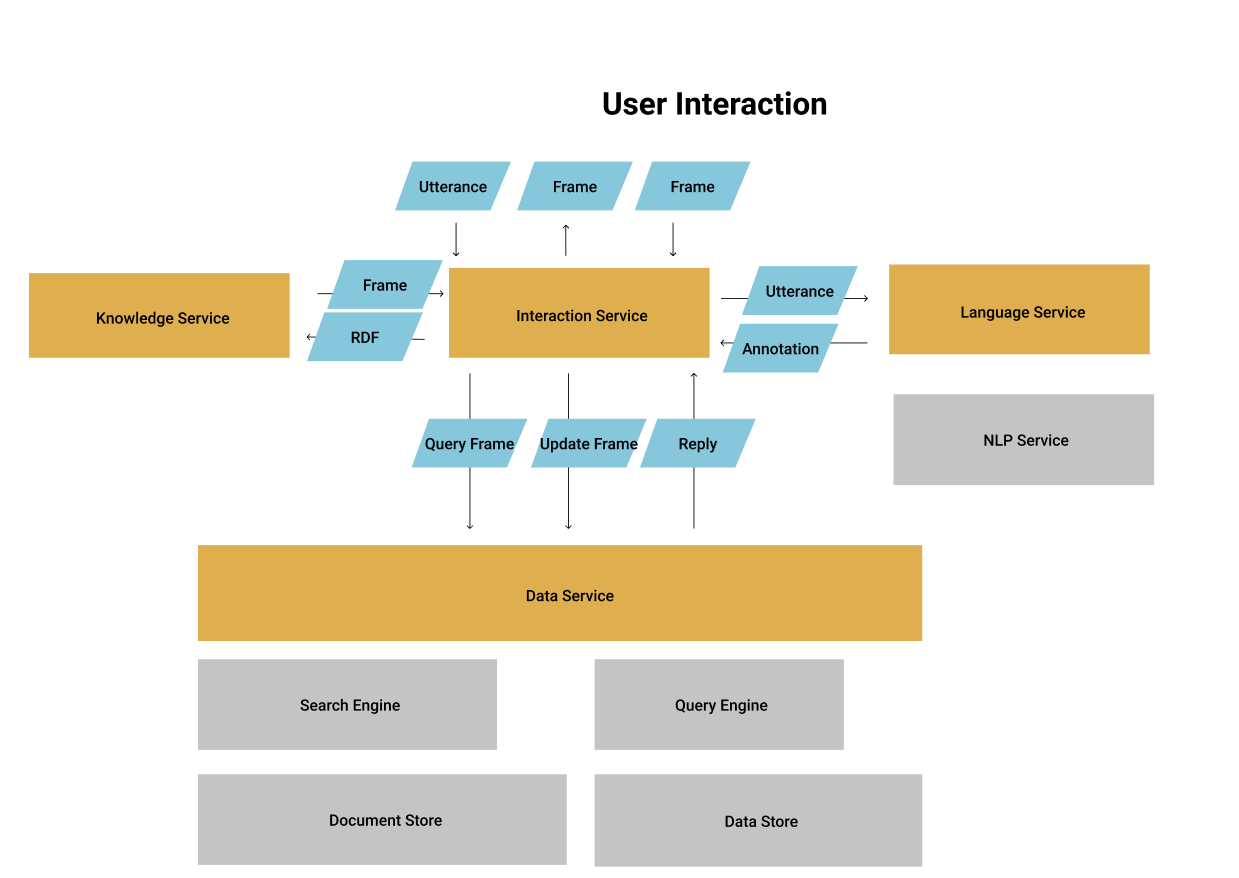 User Interaction
Utterance
Frame
Frame
Knowledge Service
Frame
RDF
Interaction Service
Utterance
Annotation
Language Service
NLP Service
Query Frame
Update Frame
Reply
Data Service
Search Engine
Query Engine
Document Store
Data Store